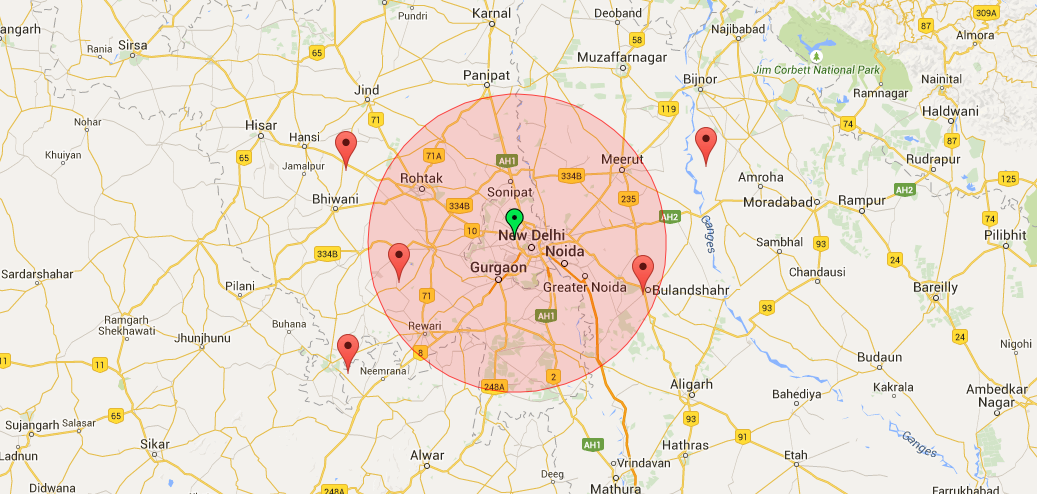 Karnal
Deoband
309A
angarh
Pundri
87
Rania
Sirsa
65
58
Najibabad
Almora
Muzaffarnagar
Panipat
Bijnor
Jim Corbett National Park
Nainital
Jind
Ramnagar
119
Haldwani
Nohar
Hisar
71
74
Hansi
87
Khuiyan
65
71A
AH1
Meerut
Rudrapur
Jamalpur
Rohtak
334B
Amroha
125
Sonipat
AH2
Bhiwani
334B
235
Moradabad
Rampur
AH2
74
10
New Delhi
Ganges
Sambhal
93
Pilibhit
334B
Noida
24
Sardarshahar
Gurgaon
Chandausi
Pilani
Greater Noida
Bulandshahr
Bareilly
71
93
Ramgarh
Shekhawati
Buhana
Rewari
AH1
Jhunjhunu
24
Nighoi
11
11
8
Budaun
Neemrana
2
248A
Aligarh
Kakrala
Ambedkar
Nagar
Bahediya
65
93
Sujangarh
Salasar
91
Sikar
AH1
Hathras
Ganges
Ladnun
Alwar
Etah
Vrindavan
Deeg
Didwana
248A
Mathura
Farrukhabad